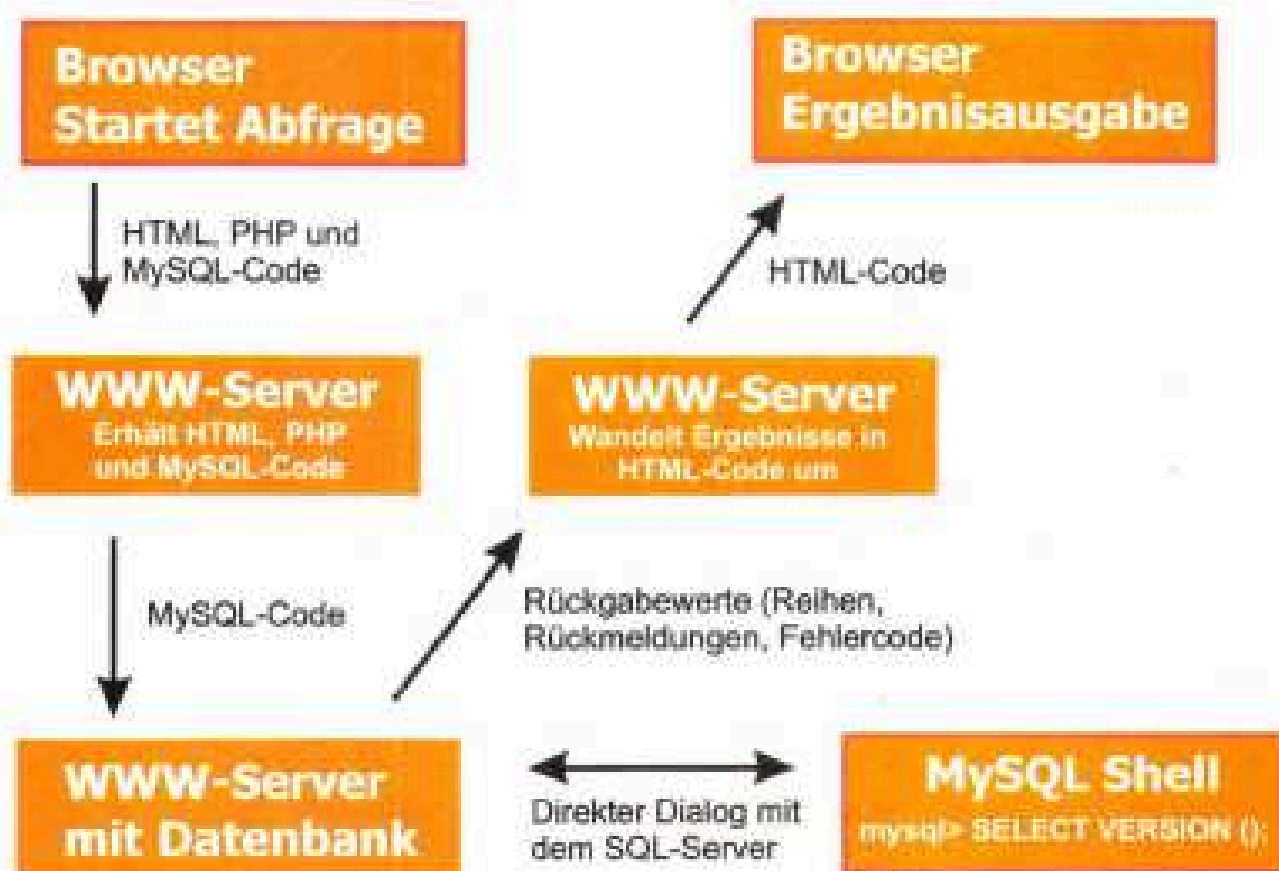 Browser
Startet Abfrage
Browser
Ergebnisausgabe
HTML, PHP und
MySQL-Code
HTML-Code
WWW-Server
Erhält HTML, PHP
und MySQL-Code
WWW-Server
Wandelt Ergebnisse in
HTML-Code um
MySQL-Code
Rückgabewerte (Reihen,
Rückmeldungen, Fehlercode)
WWW-Server
mit Datenbank
Direkter Dialog mit
dem SQL-Server
MySQL Shell
mysql> SELECT VERSION ();